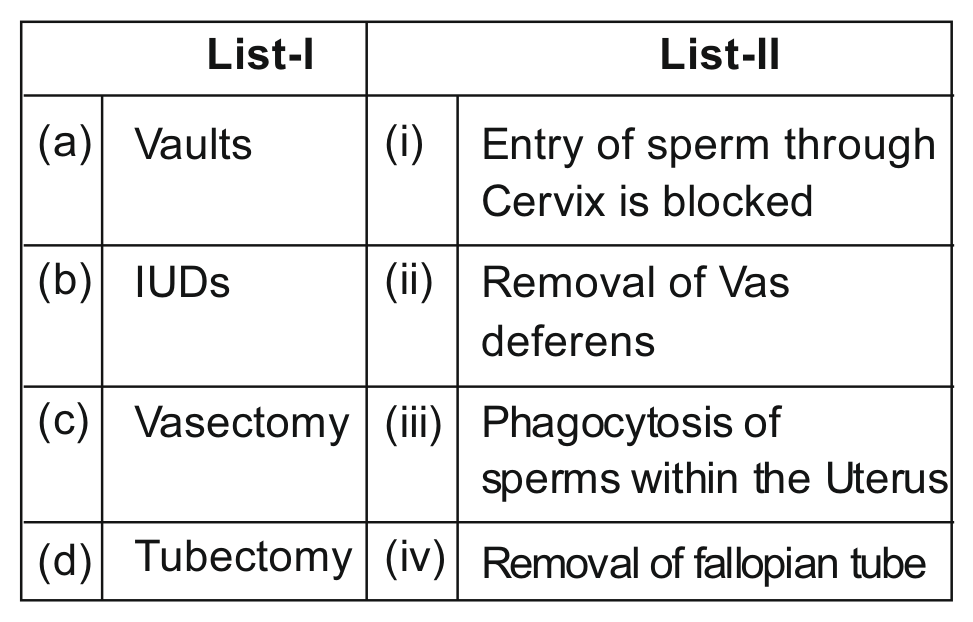 List-I List-II
(a) Vaults (i) Entry of sperm through
Cervix is blocked
(b) IUDs (ii) Removal of Vas
deferens
(c) Vasectomy (iii) Phagocytosis of
sperms within the Uterus
(d) Tubectomy (iv) Removal of fallopian tube